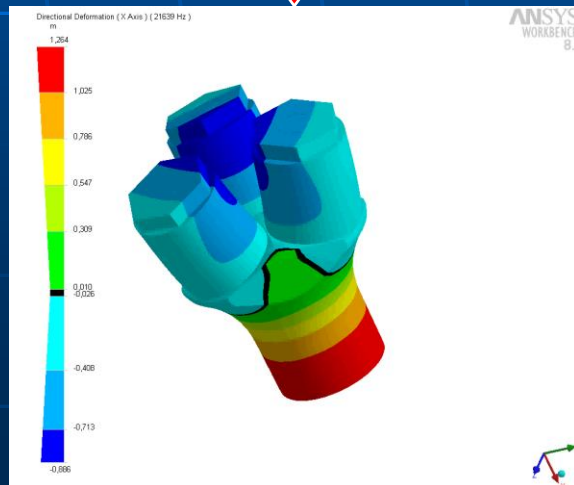 Directional Deformation ( X Axis ) ( 21639 Hz )
m
1,264
1,025
0,786
0,547
0,309
0,010
-0,026
-0,408
-0,713
-0,886
ANSYS
WORKBENCH
8.
Z